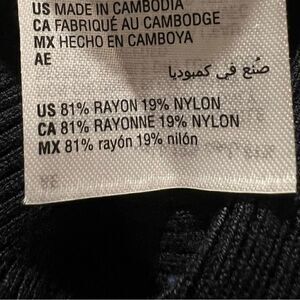 US MADE IN CAMBODIA
CA FABRIQUÉ AU CAMBODGE
MX HECHO EN CAMBOYA
AE
صُنع في كمبوديا
US 81% RAYON 19% NYLON
CA 81% RAYONNE 19% NYLON
MX 81% rayón 19% nilón